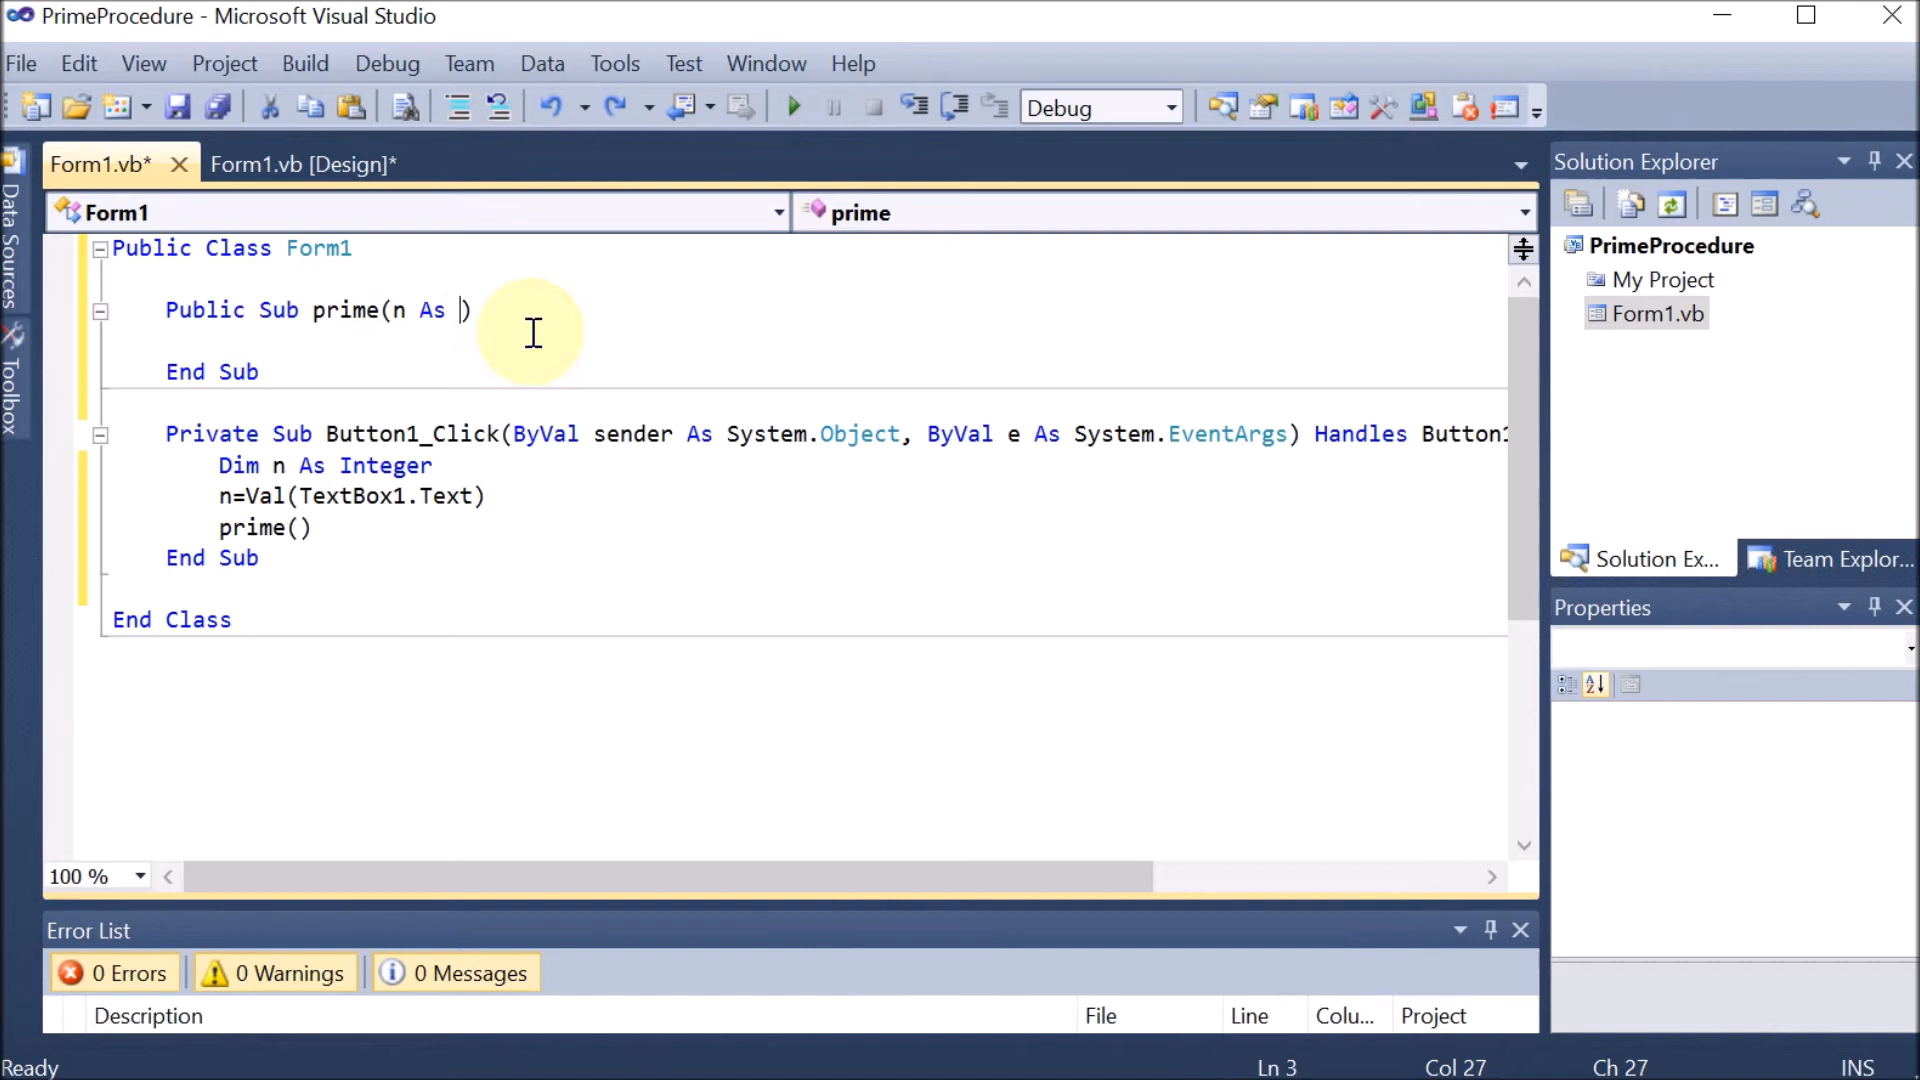 PrimeProcedure - Microsoft Visual Studio
File Edit View Project Build Debug Team Data Tools Test Window Help
Debug
Data Sources
Toolbox
Form1.vb* Form1.vb [Design]*
Form1 prime
Public Class Form1
Public Sub prime(n As )
End Sub
Private Sub Button1_Click(ByVal sender As System.Object, ByVal e As System.EventArgs) Handles Button1
Dim n As Integer
n=Val(TextBox1.Text)
prime()
End Sub
End Class
100 %
Solution Explorer
PrimeProcedure
My Project
Form1.vb
Solution Ex... Team Explor...
Properties
Error List
0 Errors 0 Warnings 0 Messages
Description File Line Colu... Project
Ready Ln 3 Col 27 Ch 27 INS